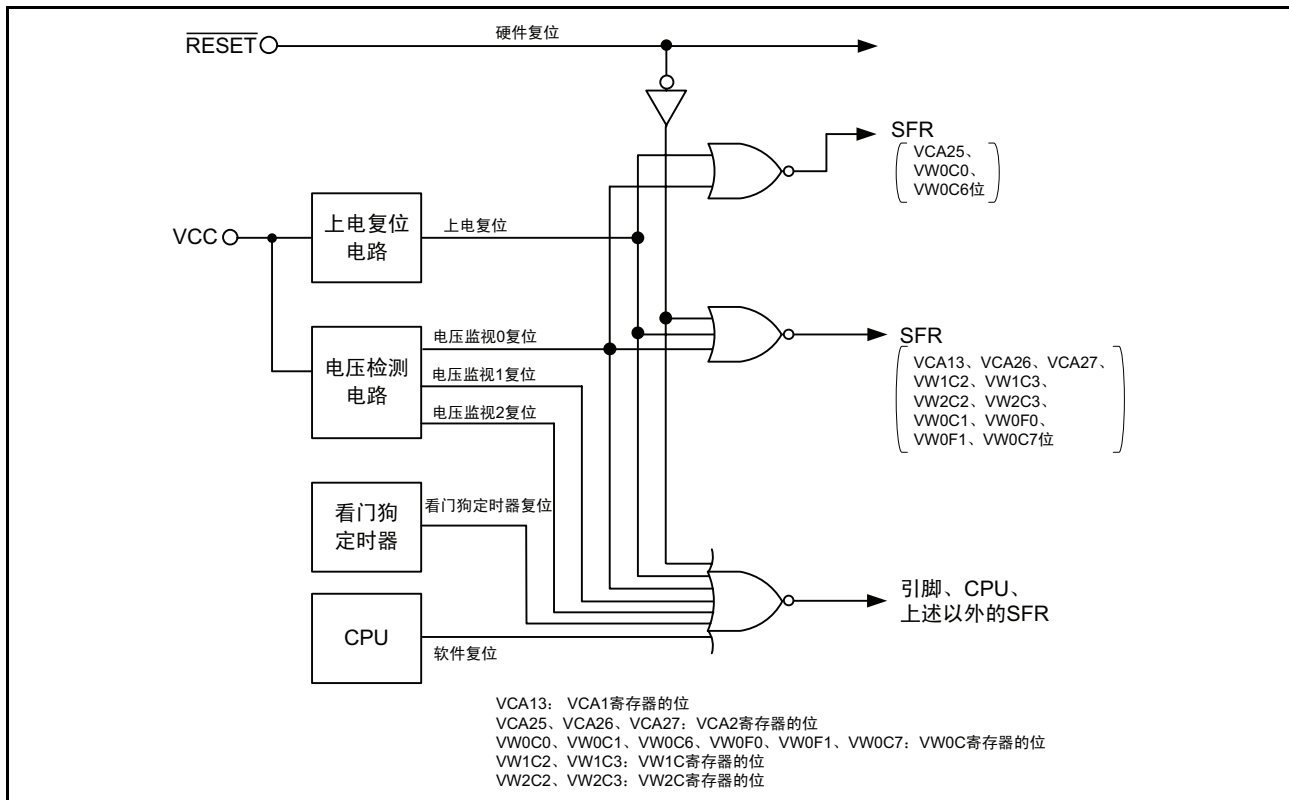 硬件复位
RESET
SFR
VCA25、
VW0C0、
VW0C6位
上电复位
电路
上电复位
VCC
电压检测
电路
电压监视0复位
电压监视1复位
电压监视2复位
SFR
VCA13、VCA26、VCA27、
VW1C2、VW1C3、
VW2C2、VW2C3、
VW0C1、VW0F0、
VW0F1、VW0C7位
看门狗
定时器
看门狗定时器复位
引脚、CPU、
上述以外的SFR
CPU
软件复位
VCA13： VCA1寄存器的位
VCA25、VCA26、VCA27：VCA2寄存器的位
VW0C0、VW0C1、VW0C6、VW0F0、VW0F1、VW0C7：VW0C寄存器的位
VW1C2、VW1C3：VW1C寄存器的位
VW2C2、VW2C3：VW2C寄存器的位